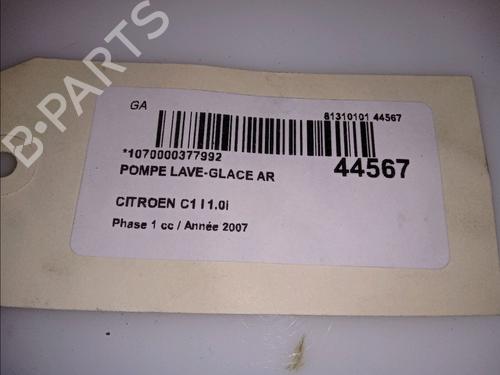 GA
81310101 44567
*1070000377992
44567
POMPE LAVE-GLACE AR
CITROEN C1 I 1.0i
Phase 1 cc / Année 2007
B-PARTS